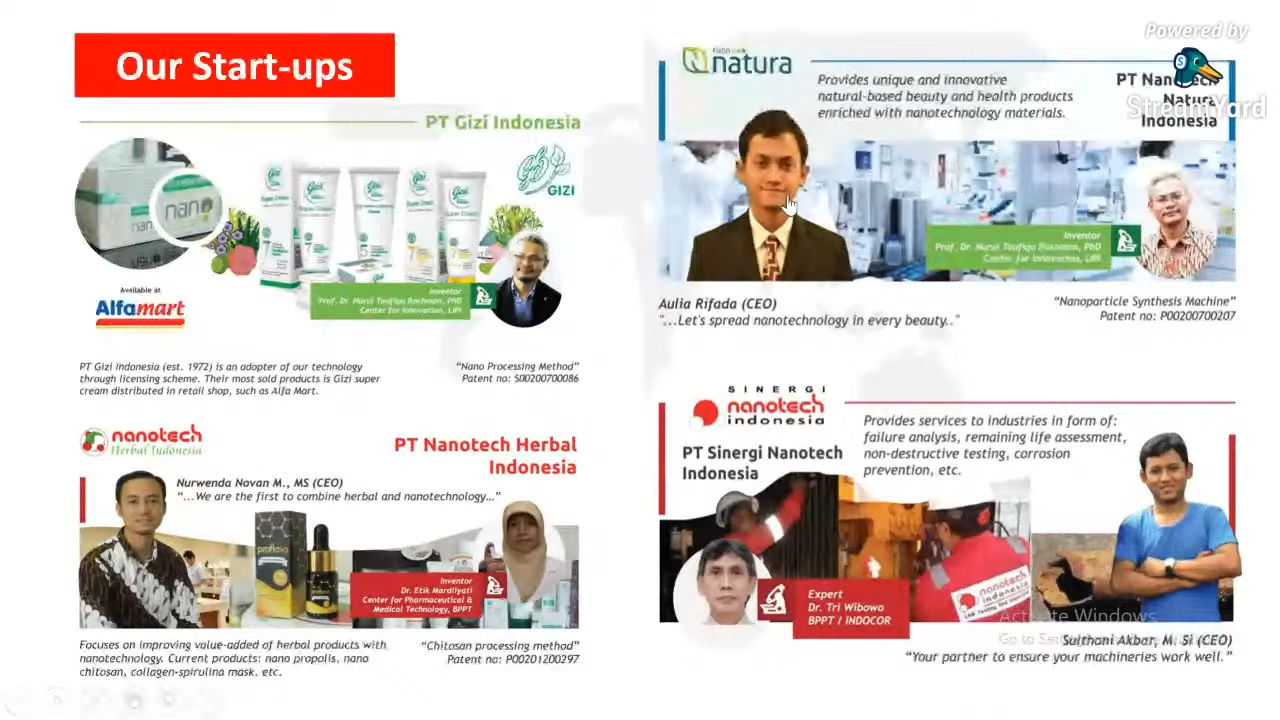 Our Start-ups
PT Gizi Indonesia
GIZI
nan
Available at
Alfamart
Inventor
Prof. Dr. Nurul Taufiqu Rochman, PhD
Center for Innovation, LIPI
PT Gizi Indonesia (est. 1972) is an adopter of our technology
through licensing scheme. Their most sold products is Gizi super
cream distributed in retail shop, such as Alfa Mart.
"Nano Processing Method"
Patent no: S00200700086
nanotech
Herbal Indonesia
PT Nanotech Herbal
Indonesia
Nurwenda Novan M., MS (CEO)
"...We are the first to combine herbal and nanotechnology..."
Inventor
Dr. Etik Mardliyati
Center for Pharmaceutical &
Medical Technology, BPPT
Focuses on improving value-added of herbal products with
nanotechnology. Current products: nano propolis, nano
chitosan, collagen-spirulina mask, etc.
"Chitosan processing method"
Patent no: P00201200297
natura
Provides unique and innovative
natural-based beauty and health products
enriched with nanotechnology materials.
PT Nanotech
Natura
Indonesia
Powered by
StreamYard
Inventor
Prof. Dr. Nurul Taufiqu Rochman, PhD
Center for Innovation, LIPI
Aulia Rifada (CEO)
"...Let's spread nanotechnology in every beauty.."
"Nanoparticle Synthesis Machine"
Patent no: P00200700207
SINERGI
nanotech
indonesia
PT Sinergi Nanotech
Indonesia
Provides services to industries in form of:
failure analysis, remaining life assessment,
non-destructive testing, corrosion
prevention, etc.
nanotech
indonesia
Expert
Dr. Tri Wibowo
BPPT / INDOCOR
Activate Windows
Sulthoni Akbar, M. Si (CEO)
"Your partner to ensure your machineries work well."